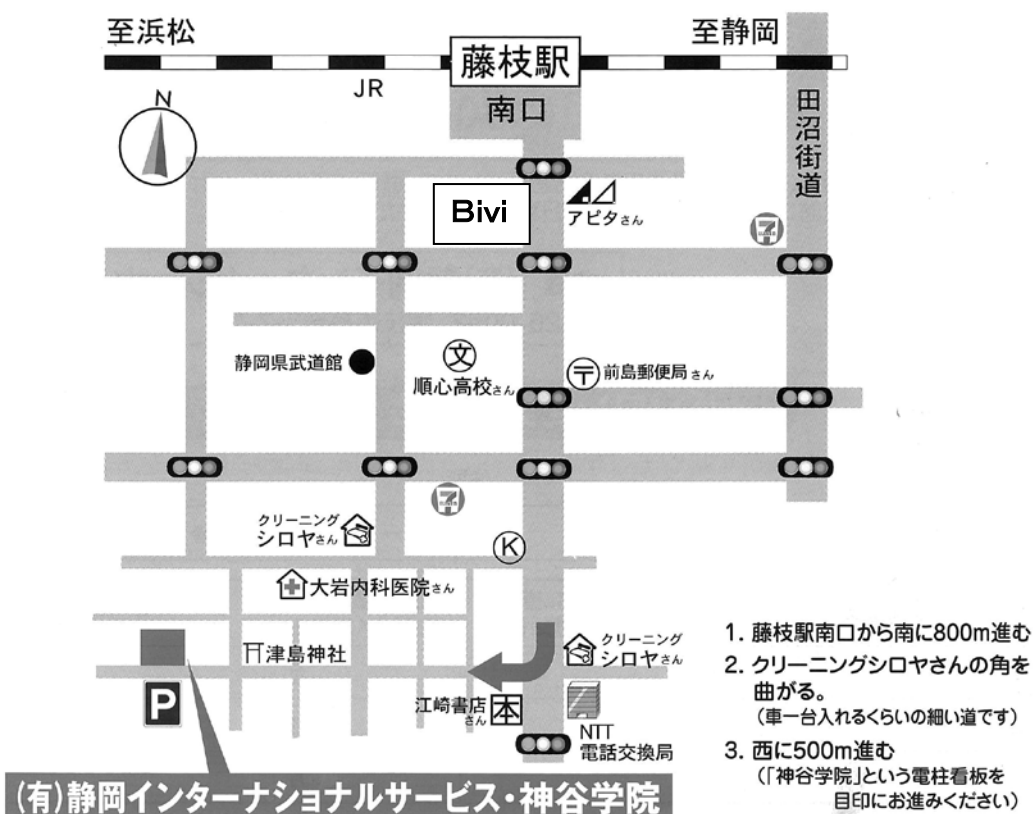 至浜松
至静岡
藤枝駅
JR
南口
N
田沼街道
Bivi
アピタさん
7
静岡県武道館
文
順心高校さん
〒前島郵便局さん
7
クリーニング
シロヤさん
K
大岩内科医院さん
津島神社
クリーニング
シロヤさん
P
江崎書店
さん
本
NTT
電話交換局
1. 藤枝駅南口から南に800m進む
2. クリーニングシロヤさんの角を
曲がる。
(車一台入れるくらいの細い道です)
3. 西に500m進む
(「神谷学院」という電柱看板を
目印にお進みください)
(有)静岡インターナショナルサービス・神谷学院